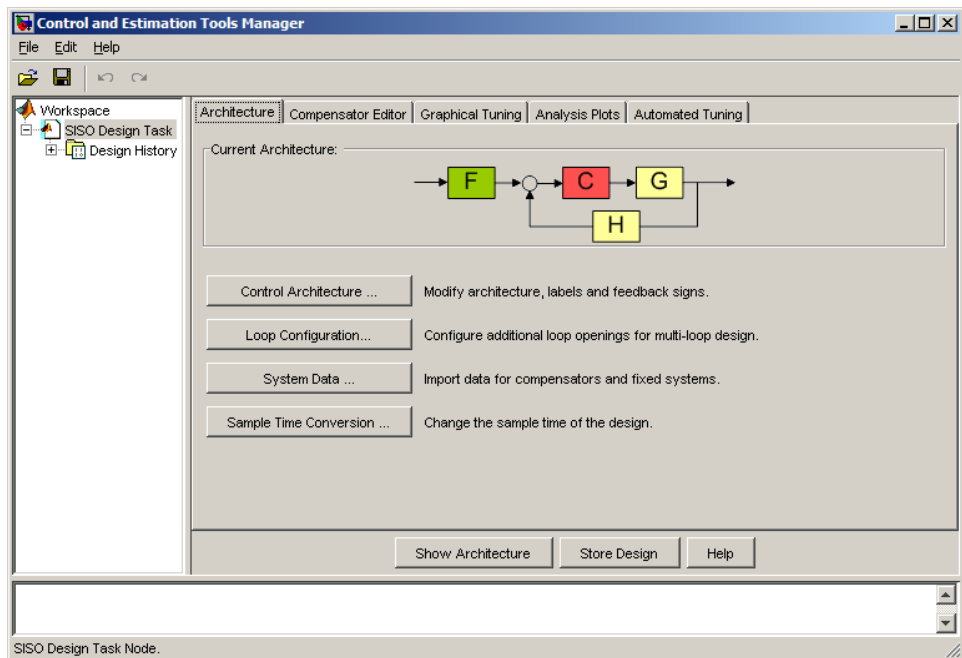 Control and Estimation Tools Manager
File Edit Help
Workspace
SISO Design Task
Design History
Architecture Compensator Editor Graphical Tuning Analysis Plots Automated Tuning
Current Architecture:
F C G
H
Control Architecture ... Modify architecture, labels and feedback signs.
Loop Configuration... Configure additional loop openings for multi-loop design.
System Data ... Import data for compensators and fixed systems.
Sample Time Conversion ... Change the sample time of the design.
Show Architecture Store Design Help
SISO Design Task Node.